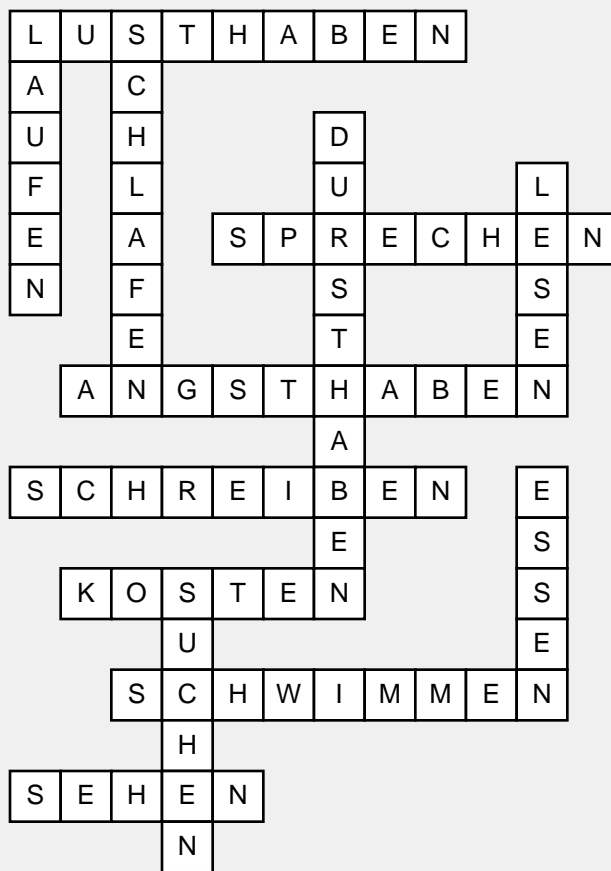 LUSTHABEN
LAUFEN
SCHLAFEN
DURSTHABEN
LESEN
SPRECHEN
ANGSTHABEN
SCHREIBEN
ESSEN
KOSTEN
SUCHEN
SCHWIMMEN
SEHEN